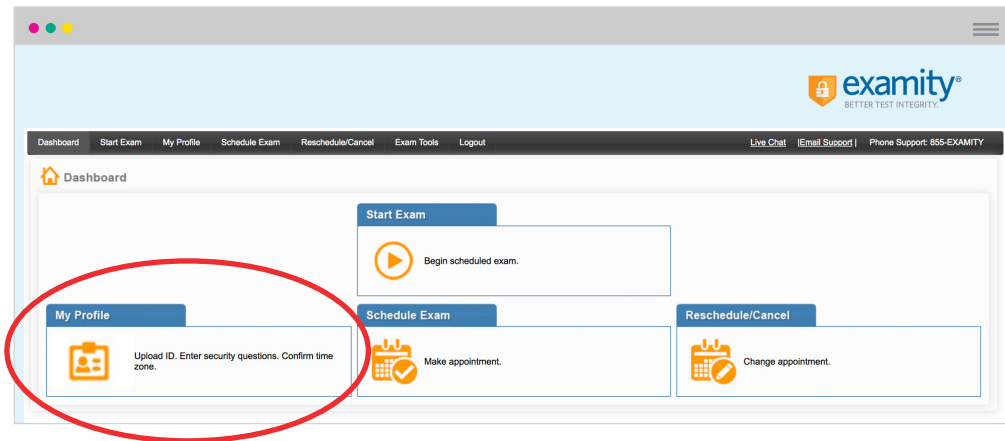 examity®
BETTER TEST INTEGRITY.
Dashboard Start Exam My Profile Schedule Exam Reschedule/Cancel Exam Tools Logout Live Chat |Email Support | Phone Support: 855-EXAMITY
Dashboard
Start Exam
Begin scheduled exam.
My Profile
Upload ID. Enter security questions. Confirm time
zone.
Schedule Exam
Make appointment.
Reschedule/Cancel
Change appointment.